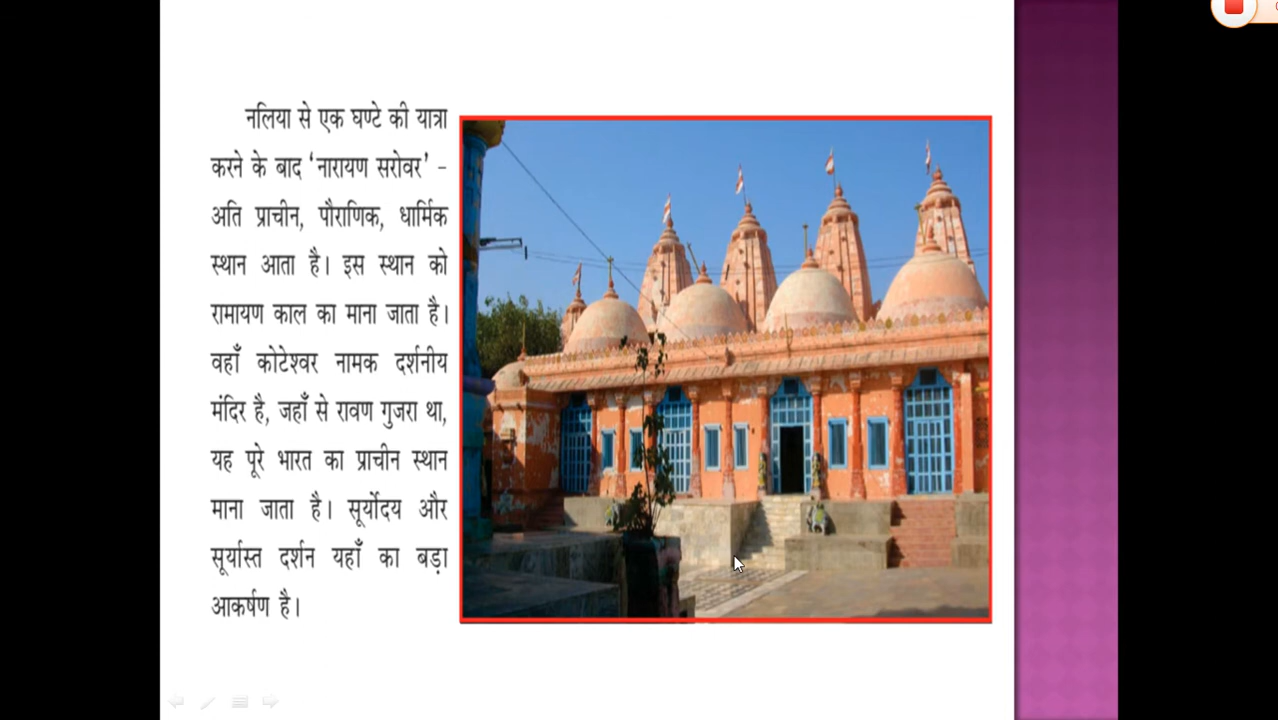 नलिया से एक घण्टे की यात्रा
करने के बाद ‘नारायण सरोवर’ -
अति प्राचीन, पौराणिक, धार्मिक
स्थान आता है। इस स्थान को
रामायण काल का माना जाता है।
वहाँ कोटेश्वर नामक दर्शनीय
मंदिर है, जहाँ से रावण गुजरा था,
यह पूरे भारत का प्राचीन स्थान
माना जाता है। सूर्योदय और
सूर्यास्त दर्शन यहाँ का बड़ा
आकर्षण है।